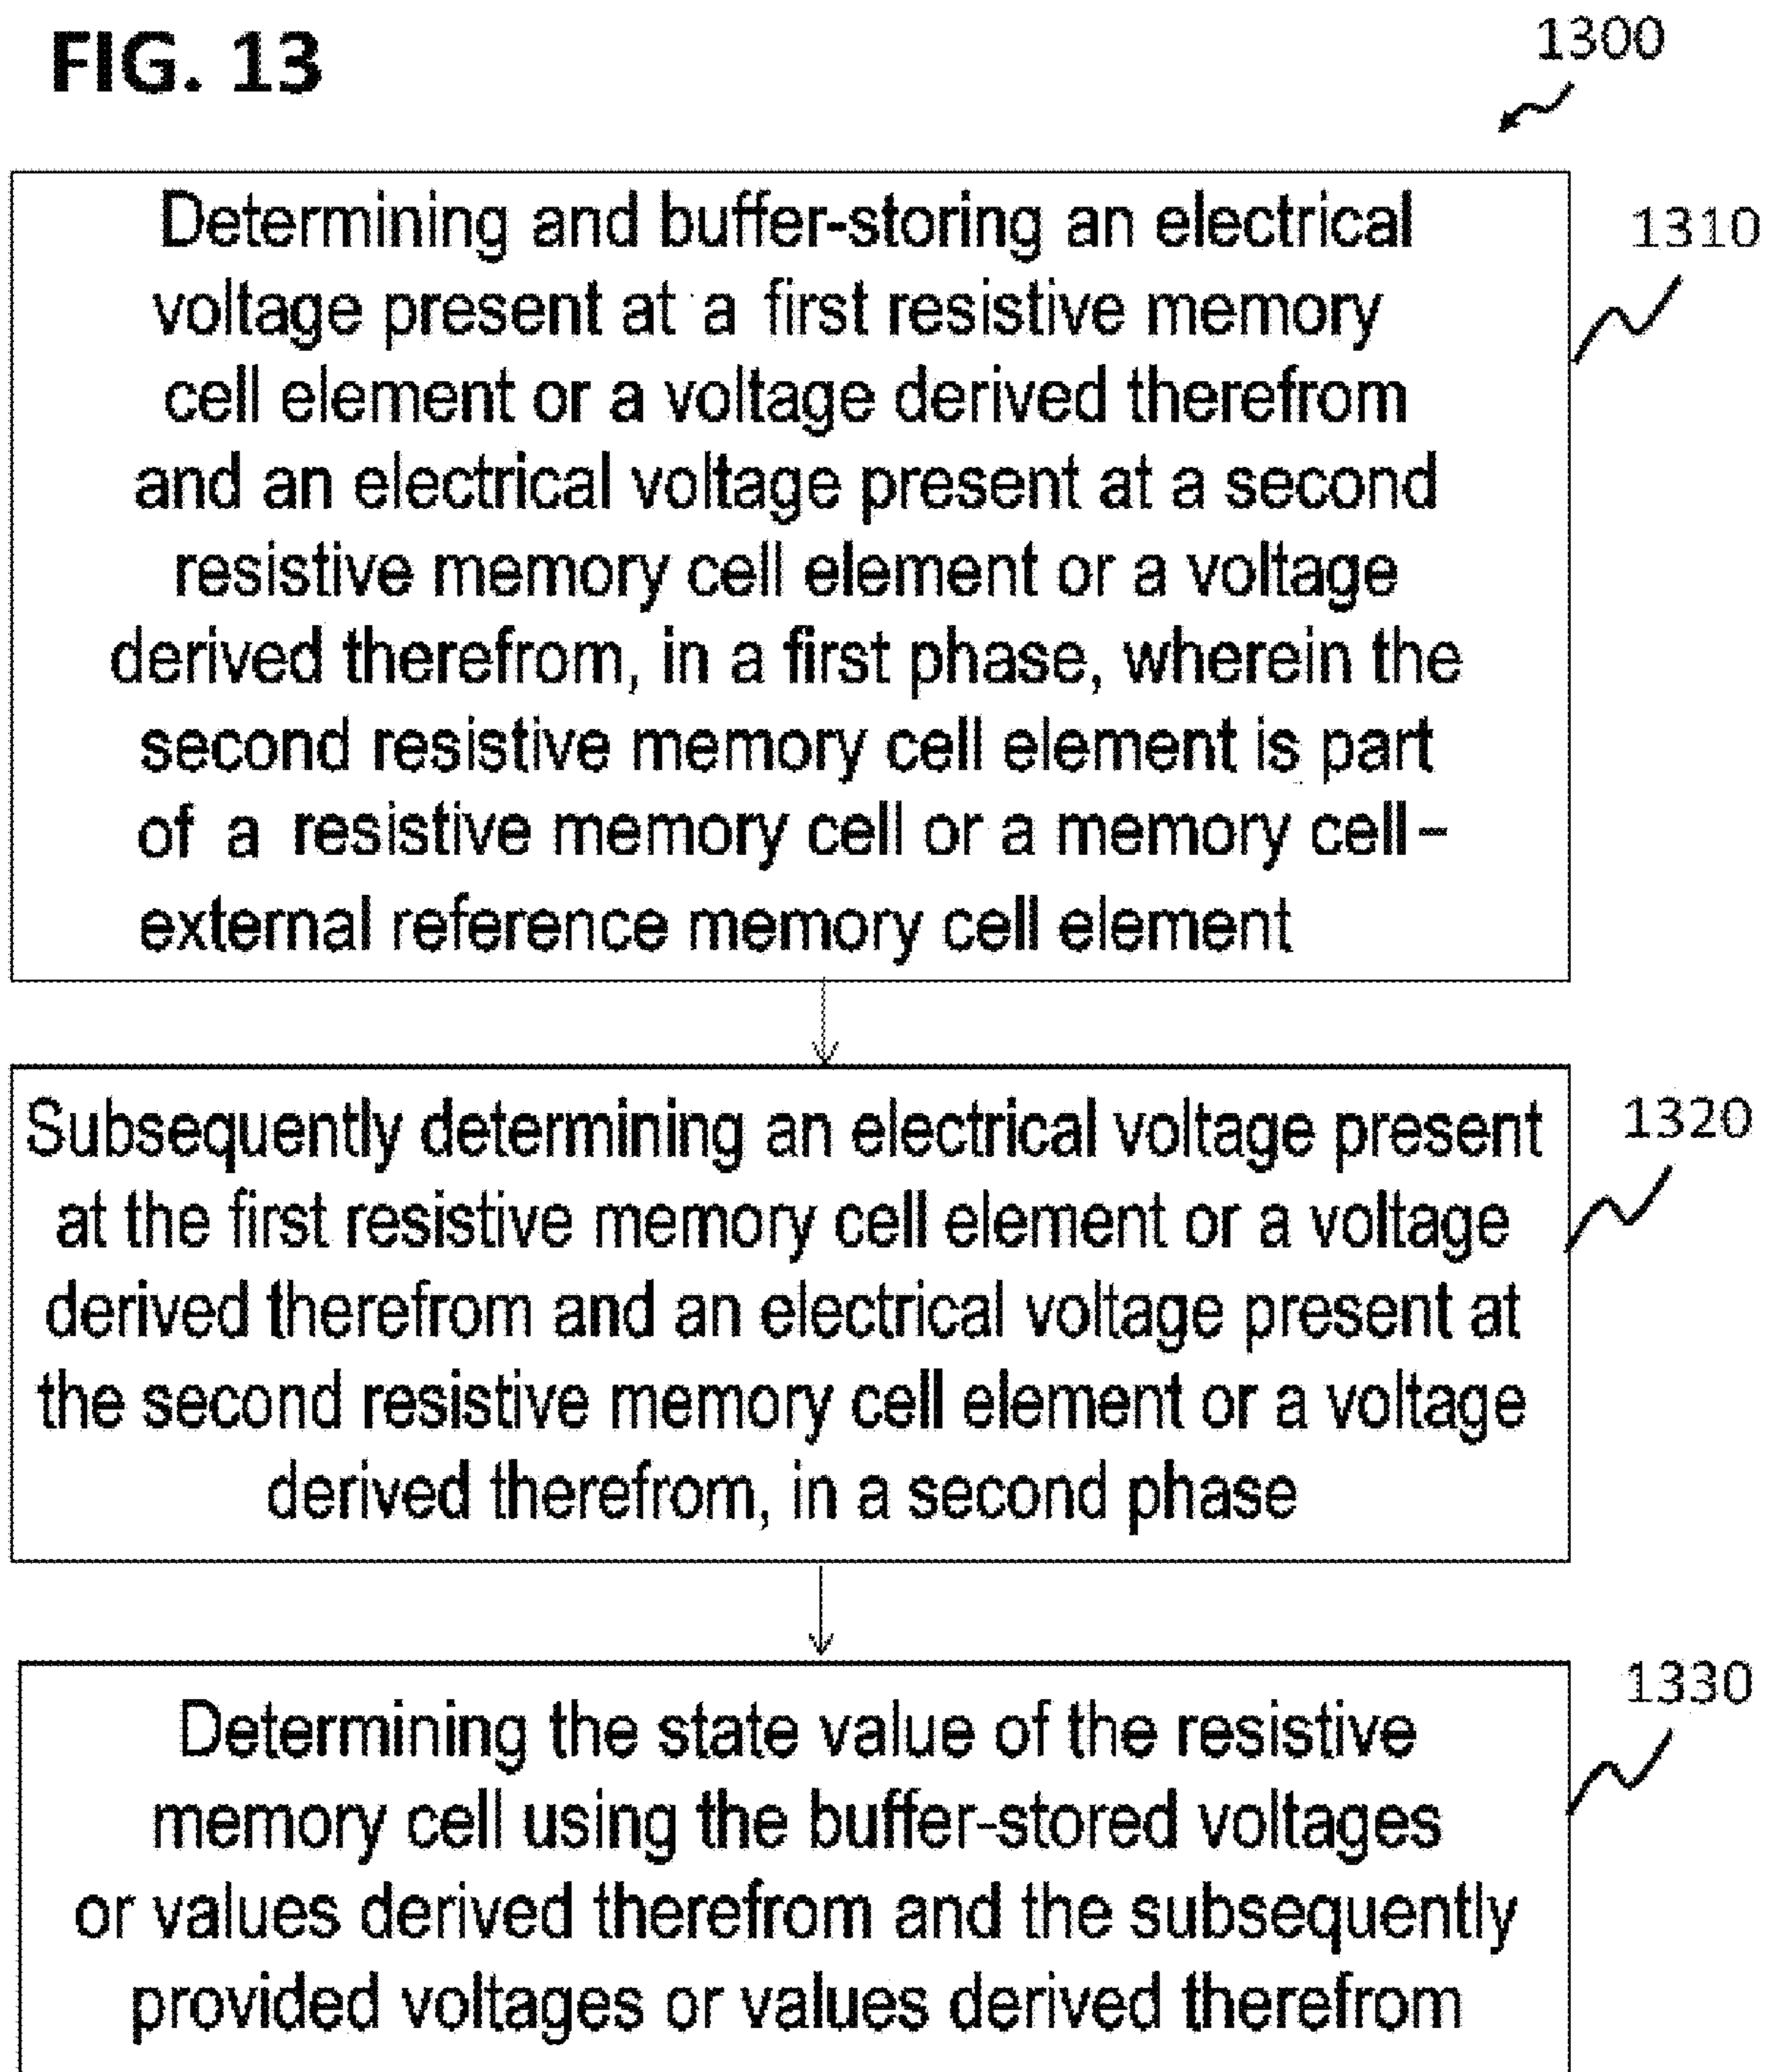 FIG. 13
1300
Determining and buffer-storing an electrical
voltage present at a first resistive memory
cell element or a voltage derived therefrom
and an electrical voltage present at a second
resistive memory cell element or a voltage
derived therefrom, in a first phase, wherein the
second resistive memory cell element is part
of a resistive memory cell or a memory cell-
external reference memory cell element
1310
Subsequently determining an electrical voltage present
at the first resistive memory cell element or a voltage
derived therefrom and an electrical voltage present at
the second resistive memory cell element or a voltage
derived therefrom, in a second phase
1320
Determining the state value of the resistive
memory cell using the buffer-stored voltages
or values derived therefrom and the subsequently
provided voltages or values derived therefrom
1330